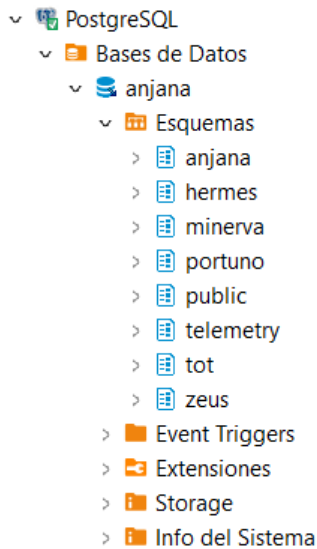 PostgreSQL
Bases de Datos
anjana
Esquemas
anjana
hermes
minerva
portuno
public
telemetry
tot
zeus
Event Triggers
Extensiones
Storage
Info del Sistema